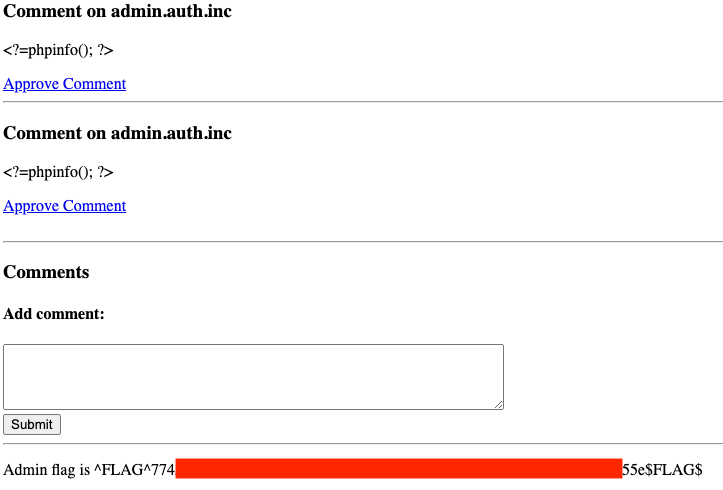 Comment on admin.auth.inc
<?=phpinfo(); ?>
Approve Comment
Comment on admin.auth.inc
<?=phpinfo(); ?>
Approve Comment
Comments
Add comment:
Submit
Admin flag is ^FLAG^774 55e$FLAG$